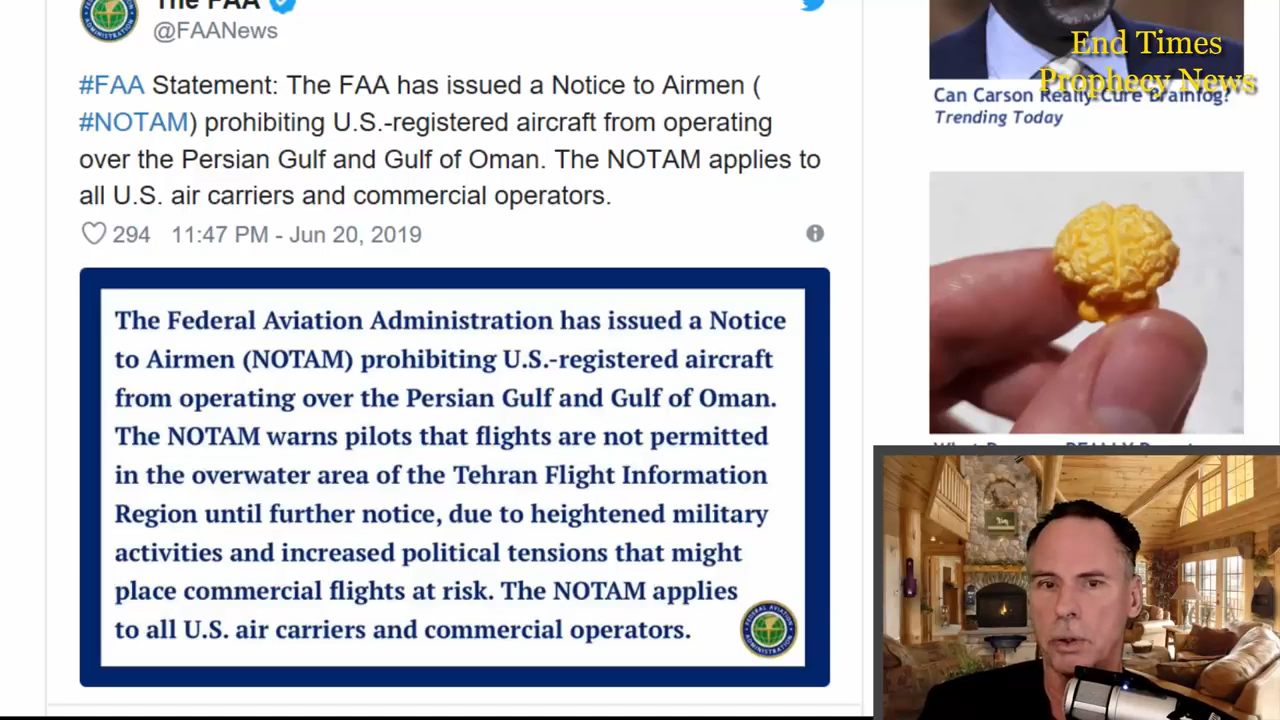 The FAA
@FAANews
#FAA Statement: The FAA has issued a Notice to Airmen (
#NOTAM) prohibiting U.S.-registered aircraft from operating
over the Persian Gulf and Gulf of Oman. The NOTAM applies to
all U.S. air carriers and commercial operators.
294 11:47 PM - Jun 20, 2019
The Federal Aviation Administration has issued a Notice
to Airmen (NOTAM) prohibiting U.S.-registered aircraft
from operating over the Persian Gulf and Gulf of Oman.
The NOTAM warns pilots that flights are not permitted
in the overwater area of the Tehran Flight Information
Region until further notice, due to heightened military
activities and increased political tensions that might
place commercial flights at risk. The NOTAM applies
to all U.S. air carriers and commercial operators.
End Times
Prophecy News
Can Carson Really Cure Brainfog?
Trending Today